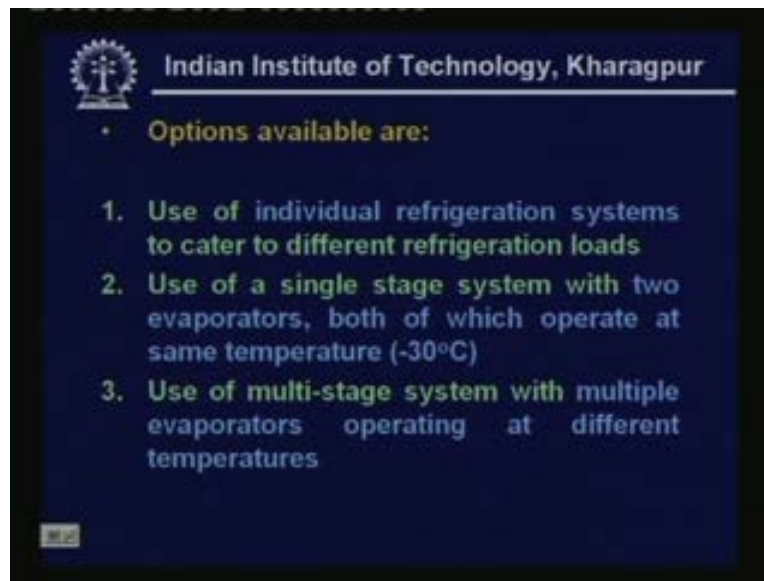 Indian Institute of Technology, Kharagpur
• Options available are:
1. Use of individual refrigeration systems
to cater to different refrigeration loads
2. Use of a single stage system with two
evaporators, both of which operate at
same temperature (-30°C)
3. Use of multi-stage system with multiple
evaporators operating at different
temperatures